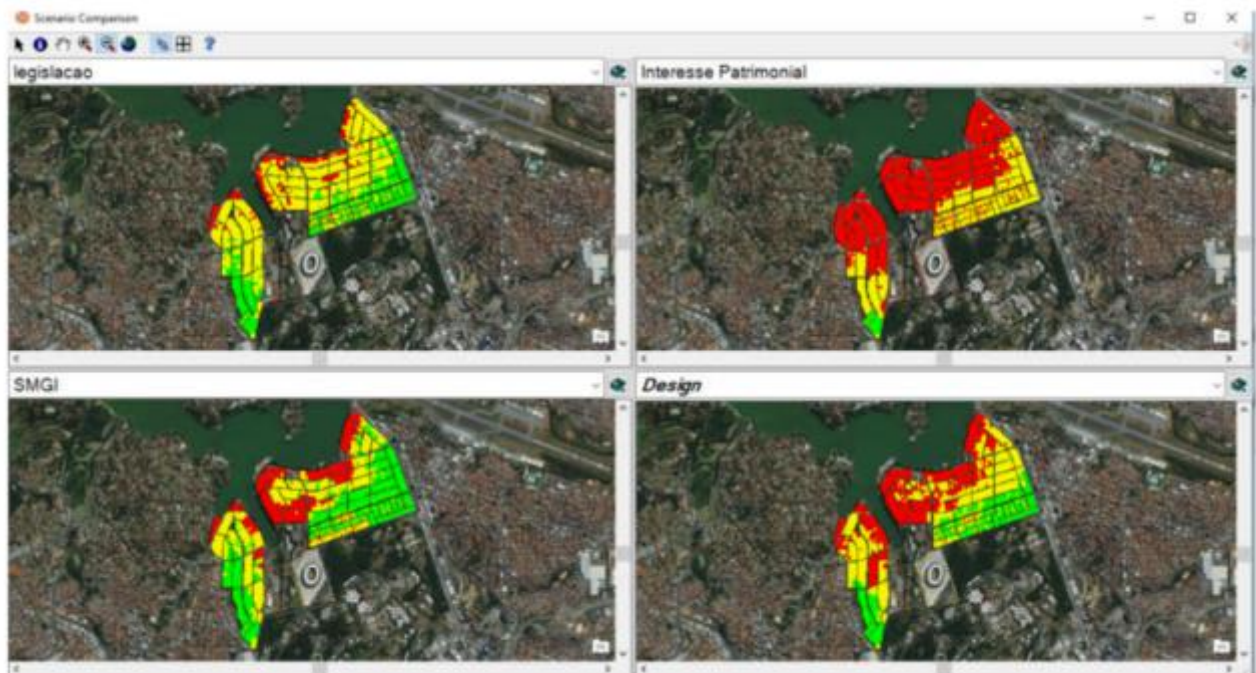 Scenario Comparison
legislacao
Interesse Patrimonial
SMGI
Design